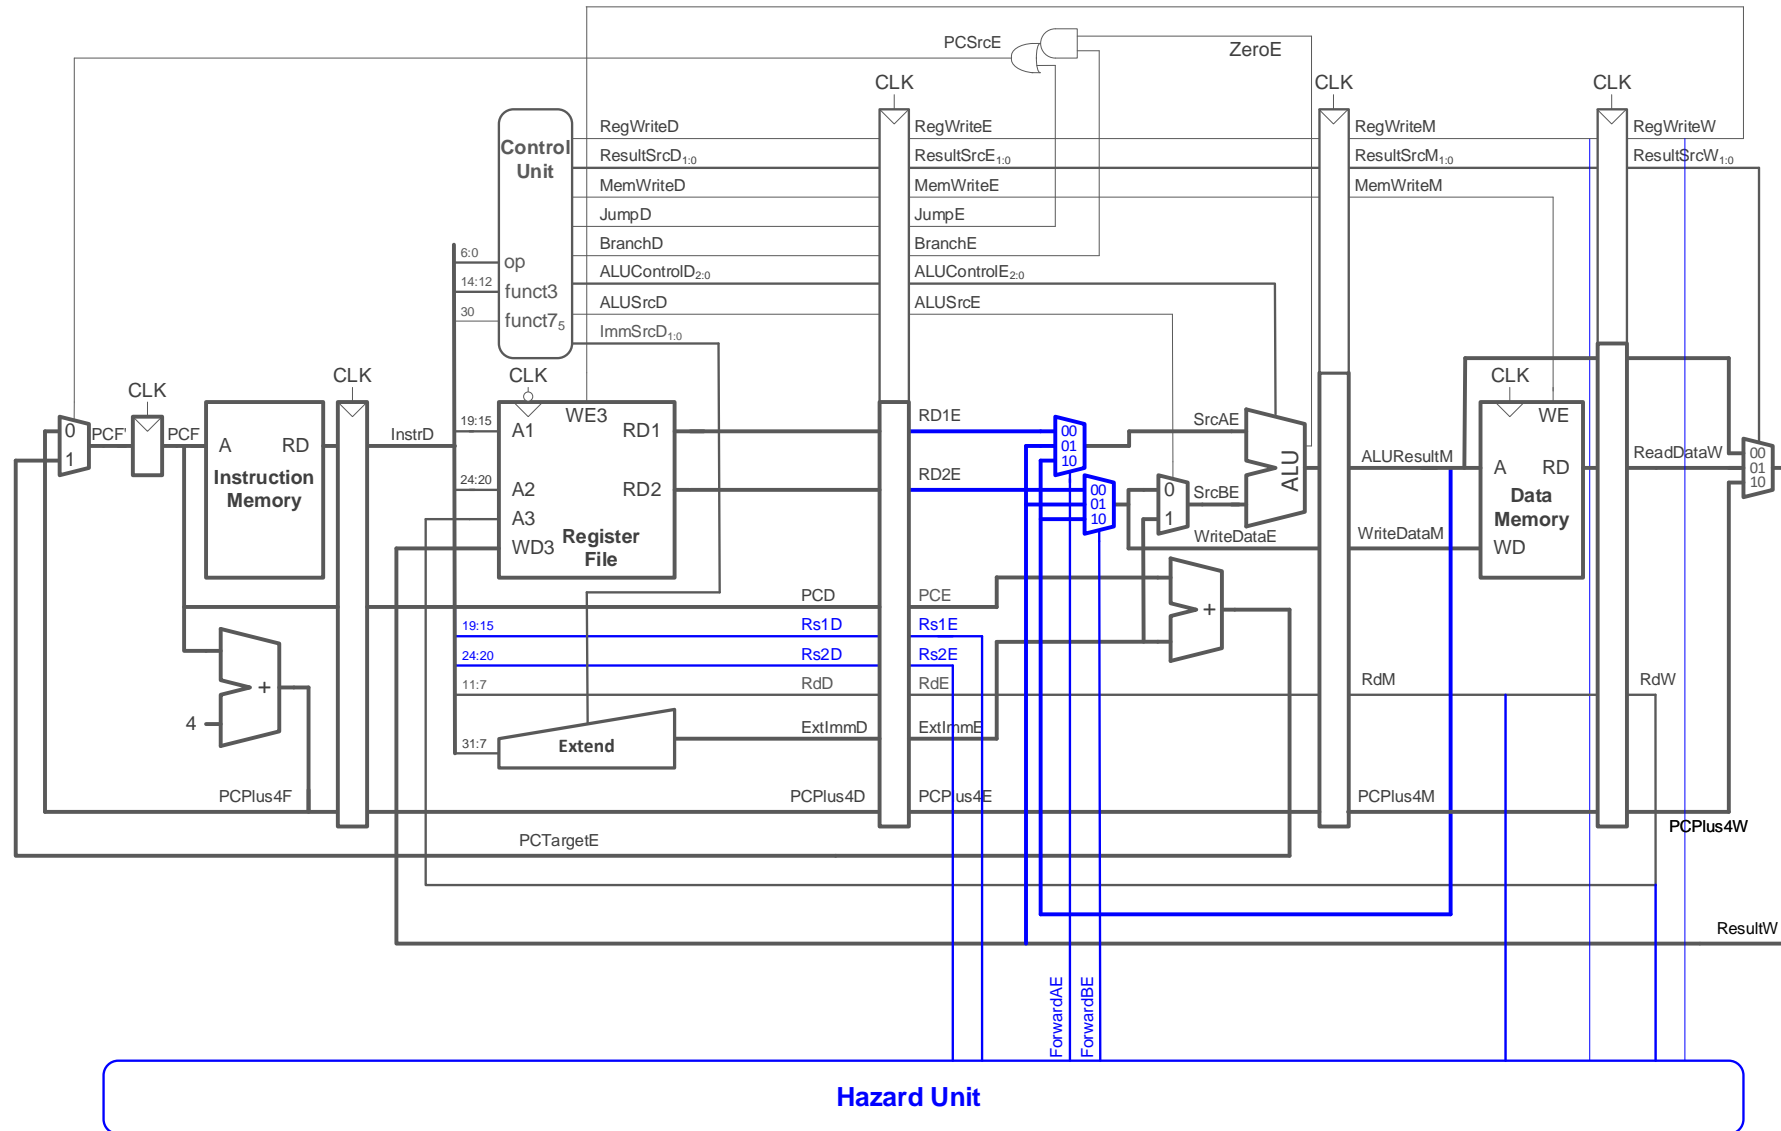 PCSrcE
ZeroE
CLK
CLK
CLK
Control
Unit
RegWriteD
RegWriteE
RegWriteM
RegWriteW
ResultSrcD1:0
ResultSrcE1:0
ResultSrcM1:0
ResultSrcW1:0
MemWriteD
MemWriteE
MemWriteM
JumpD
JumpE
BranchD
BranchE
6:0
op
ALUControlD2:0
ALUControlE2:0
14:12
funct3
ALUSrcD
ALUSrcE
30
funct75
ImmSrcD1:0
CLK
CLK
CLK
CLK
0
1
PCF'
PCF
A
RD
Instruction
Memory
InstrD
19:15
A1
WE3
RD1
24:20
A2
RD2
A3
WD3
Register
File
RD1E
00
01
10
RD2E
00
01
10
SrcAE
0
1
SrcBE
ALU
WriteDataE
ALUResultM
WriteDataM
WE
A
RD
Data
Memory
WD
ReadDataW
00
01
10
PCD
PCE
+
19:15
Rs1D
Rs1E
24:20
Rs2D
Rs2E
11:7
RdD
RdE
RdM
RdW
+
4
31:7
Extend
ExtImmD
ExtImmE
PCPlus4F
PCPlus4D
PCPlus4E
PCPlus4M
PCPlus4W
PCTargetE
ResultW
ForwardAE
ForwardBE
Hazard Unit